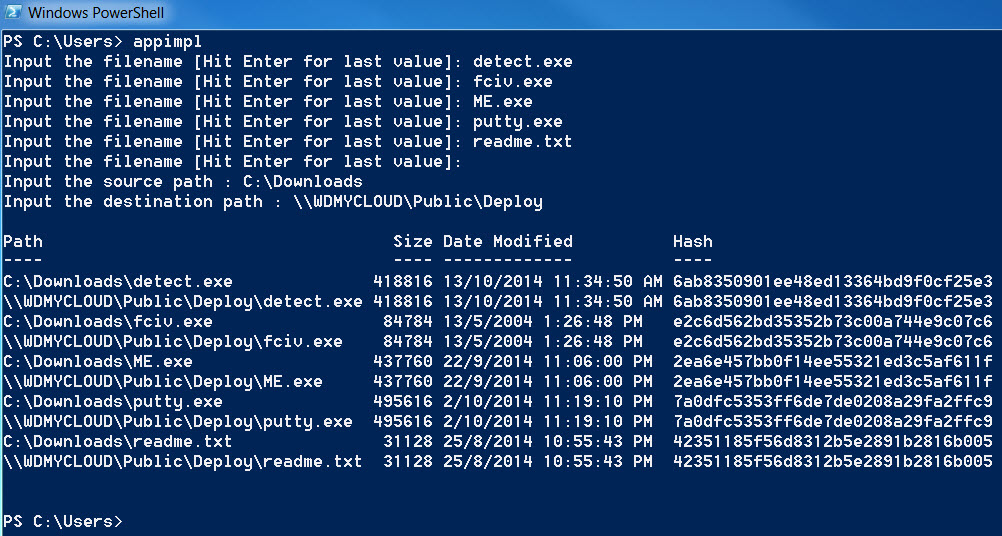 Windows PowerShell
PS C:\Users> appimpl
Input the filename [Hit Enter for last value]: detect.exe
Input the filename [Hit Enter for last value]: fciv.exe
Input the filename [Hit Enter for last value]: ME.exe
Input the filename [Hit Enter for last value]: putty.exe
Input the filename [Hit Enter for last value]: readme.txt
Input the filename [Hit Enter for last value]:
Input the source path : C:\Downloads
Input the destination path : \\WDMYCLOUD\Public\Deploy
Path Size Date Modified Hash
---- ---- ------------- ----
C:\Downloads\detect.exe 418816 13/10/2014 11:34:50 AM 6ab8350901ee48ed13364bd9f0cf25e3
\\WDMYCLOUD\Public\Deploy\detect.exe 418816 13/10/2014 11:34:50 AM 6ab8350901ee48ed13364bd9f0cf25e3
C:\Downloads\fciv.exe 84784 13/5/2004 1:26:48 PM e2c6d562bd35352b73c00a744e9c07c6
\\WDMYCLOUD\Public\Deploy\fciv.exe 84784 13/5/2004 1:26:48 PM e2c6d562bd35352b73c00a744e9c07c6
C:\Downloads\ME.exe 437760 22/9/2014 11:06:00 PM 2ea6e457bb0f14ee55321ed3c5af611f
\\WDMYCLOUD\Public\Deploy\ME.exe 437760 22/9/2014 11:06:00 PM 2ea6e457bb0f14ee55321ed3c5af611f
C:\Downloads\putty.exe 495616 2/10/2014 11:19:10 PM 7a0dfc5353ff6de7de0208a29fa2ffc9
\\WDMYCLOUD\Public\Deploy\putty.exe 495616 2/10/2014 11:19:10 PM 7a0dfc5353ff6de7de0208a29fa2ffc9
C:\Downloads\readme.txt 31128 25/8/2014 10:55:43 PM 42351185f56d8312b5e2891b2816b005
\\WDMYCLOUD\Public\Deploy\readme.txt 31128 25/8/2014 10:55:43 PM 42351185f56d8312b5e2891b2816b005
PS C:\Users>